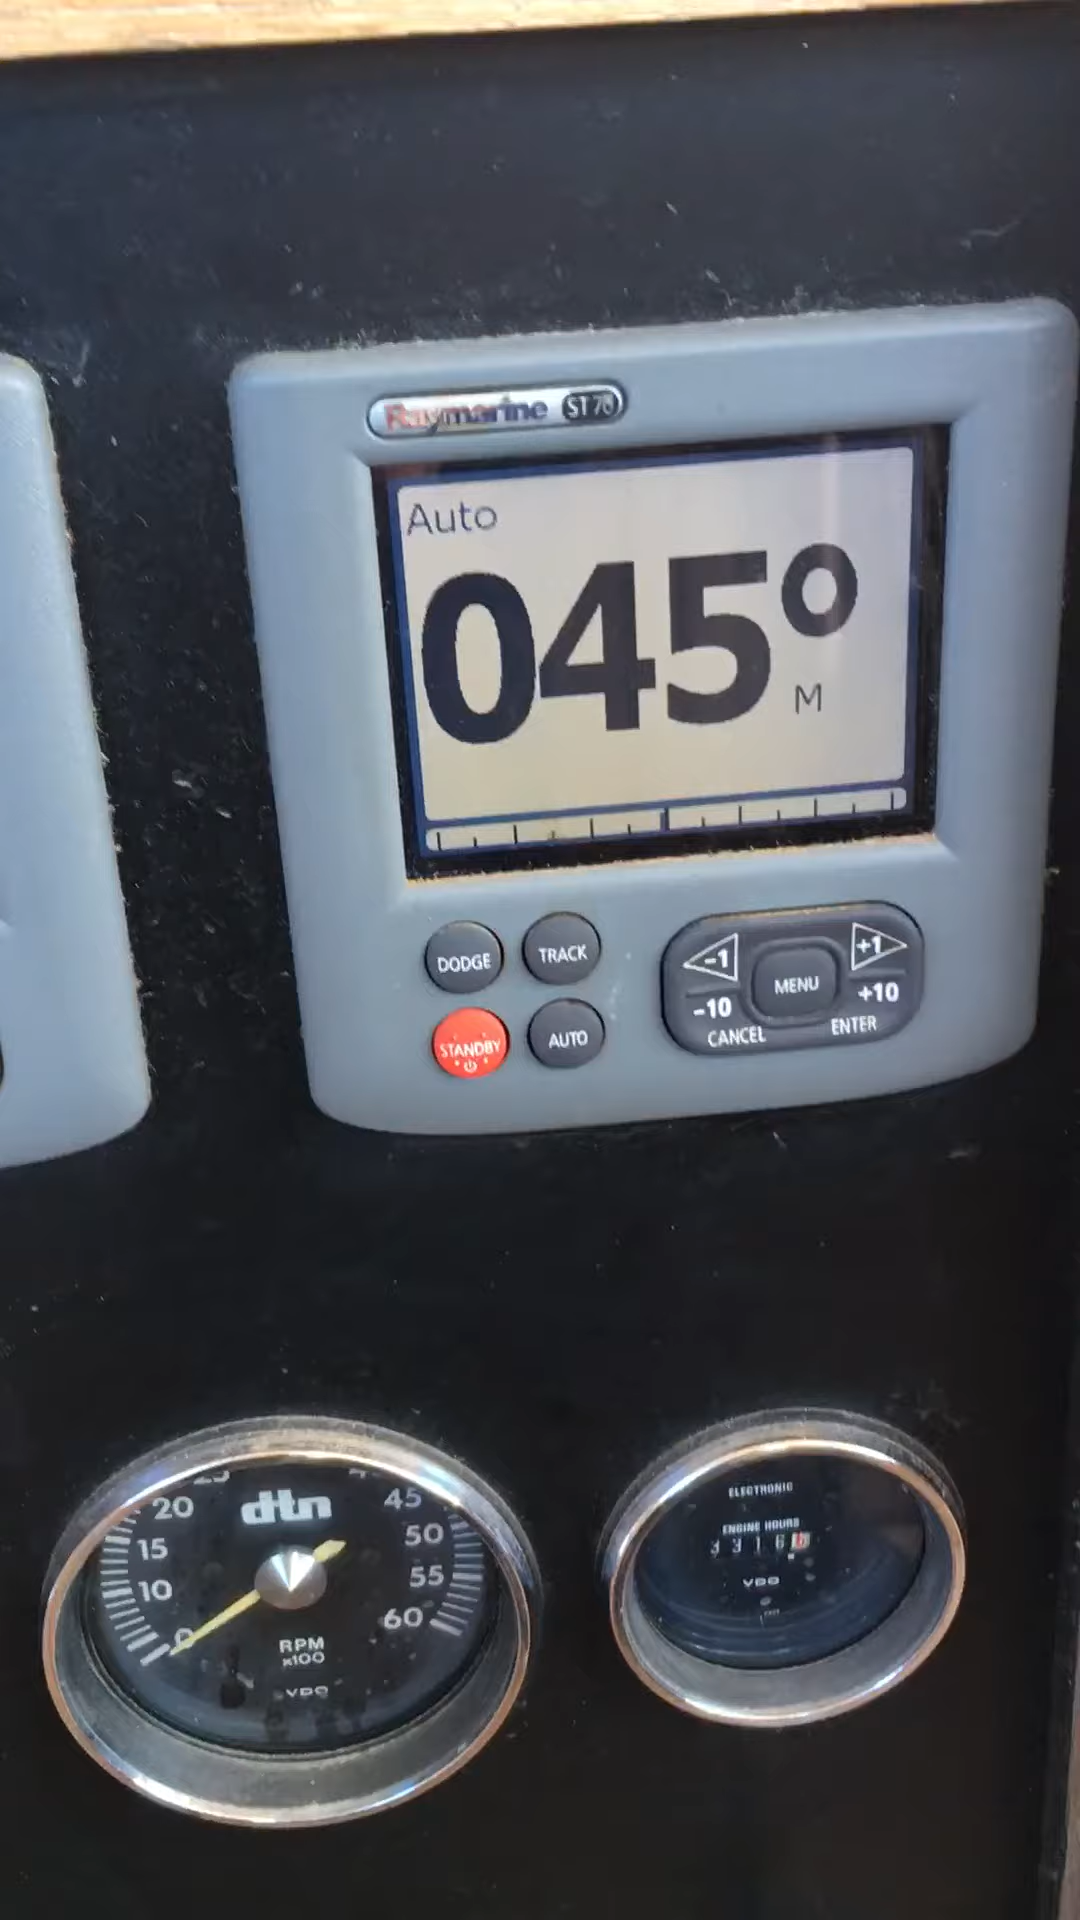 Raymarine ST70
Auto
045°
M
DODGE
TRACK
STANDBY
AUTO
-1
-10
CANCEL
MENU
+1
+10
ENTER
dtn
0
10
15
20
45
50
55
60
RPM
x100
VDO
ELECTRONIC
ENGINE HOURS
VDO